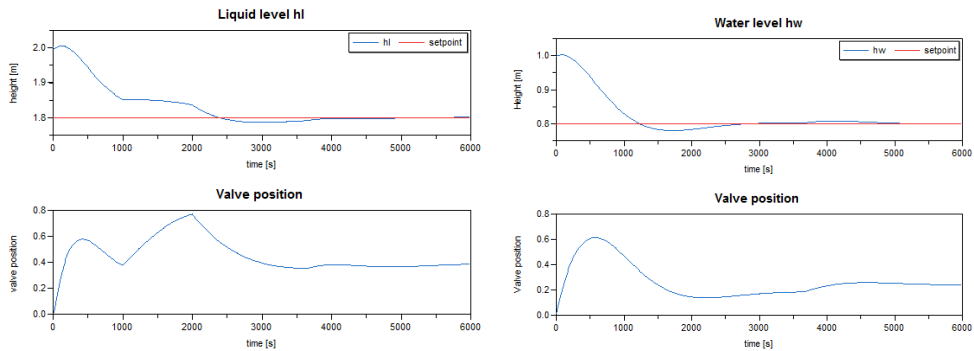 Liquid level hl
hl setpoint
height [m]
2.0
1.9
1.8
0 1000 2000 3000 4000 5000 6000
time [s]
Valve position
valve position
0.8
0.6
0.4
0.2
0.0
0 1000 2000 3000 4000 5000 6000
time [s]
Water level hw
hw setpoint
Height [m]
1.0
0.9
0.8
0 1000 2000 3000 4000 5000 6000
time [s]
Valve position
Valve position
0.8
0.6
0.4
0.2
0.0
0 1000 2000 3000 4000 5000 6000
time [s]